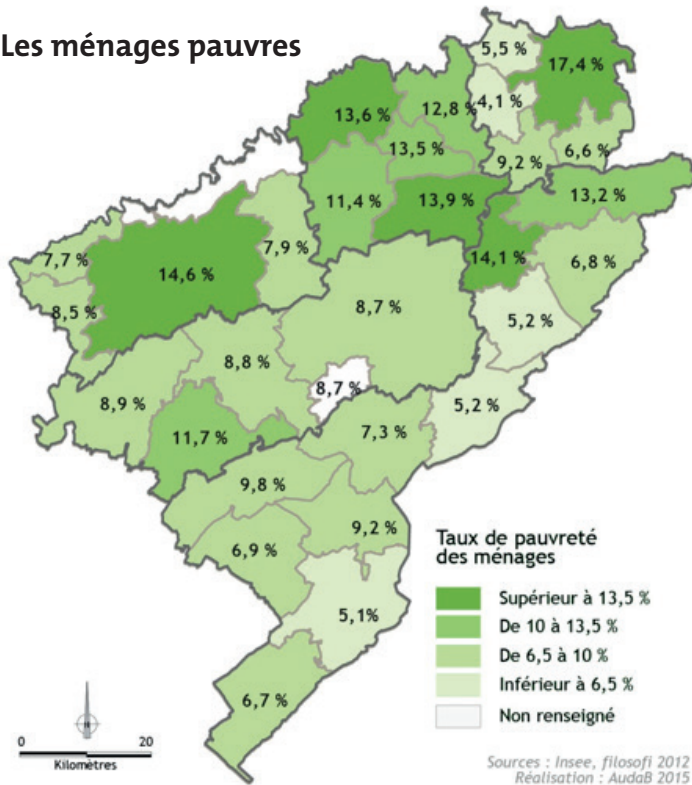 Les ménages pauvres
5,5 %
17,4 %
13,6 %
12,8 %
4,1 %
13,5 %
9,2 %
6,6 %
11,4 %
13,9 %
13,2 %
7,7 %
14,6 %
7,9 %
14,1 %
6,8 %
8,5 %
8,7 %
5,2 %
8,8 %
8,7 %
8,9 %
5,2 %
11,7 %
7,3 %
9,8 %
9,2 %
6,9 %
5,1%
6,7 %
Taux de pauvreté
des ménages
Supérieur à 13,5 %
De 10 à 13,5 %
De 6,5 à 10 %
Inférieur à 6,5 %
Non renseigné
N
0 20
Kilomètres
Sources : Insee, filosofi 2012
Réalisation : AudaB 2015